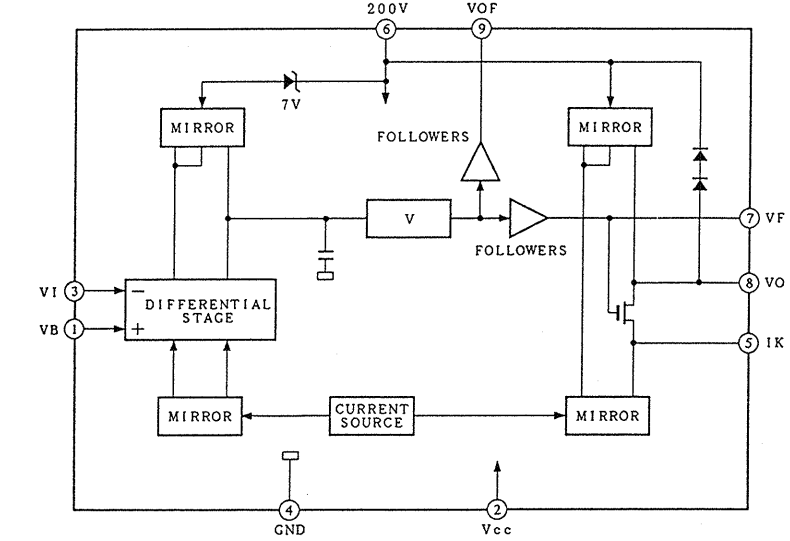 200V VOF
6 9
7V
MIRROR MIRROR
FOLLOWERS
V
7 VF
FOLLOWERS
VI 3 − DIFFERENTIAL STAGE
8 VO
VB 1 +
5 IK
MIRROR CURRENT SOURCE MIRROR
4 2
GND Vcc